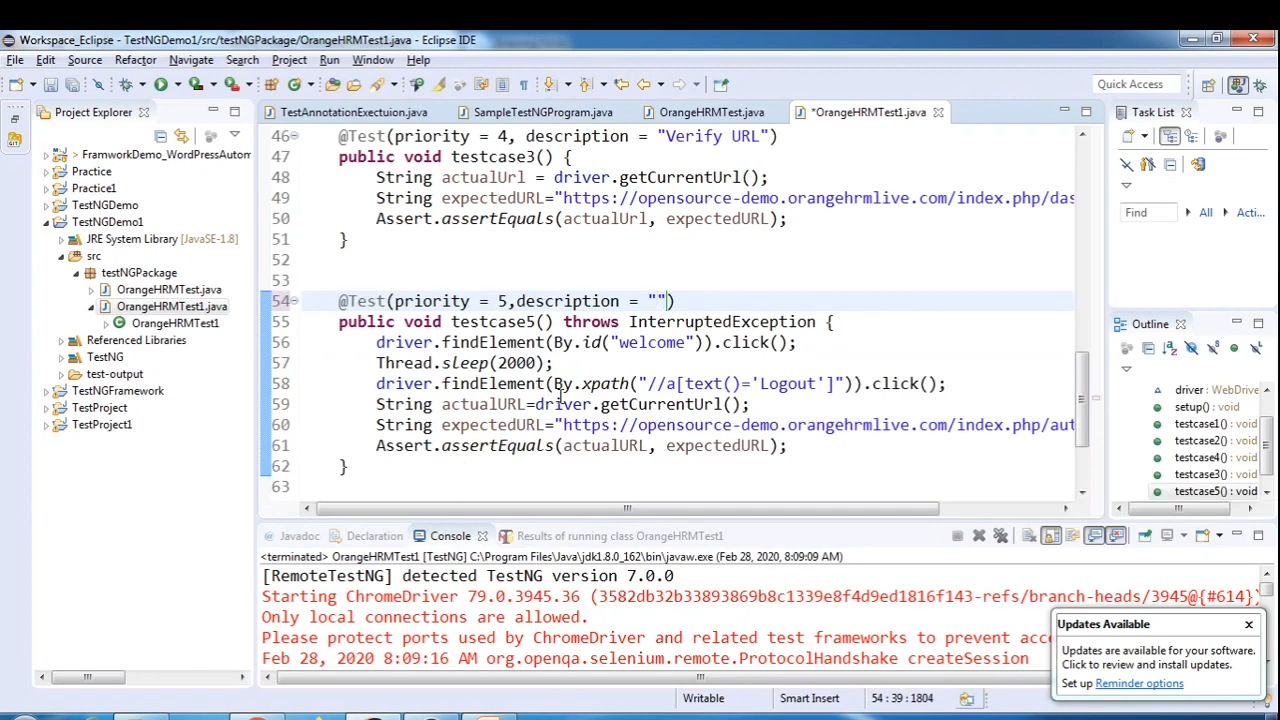 Workspace_Eclipse - TestNGDemo1/src/testNGPackage/OrangeHRMTest1.java - Eclipse IDE
File Edit Source Refactor Navigate Search Project Run Window Help
Quick Access
Project Explorer
TestAnnotationExectuion.java SampleTestNGProgram.java OrangeHRMTest.java *OrangeHRMTest1.java
Task List
FramworkDemo_WordPressAutom
Practice
Practice1
TestNGDemo
TestNGDemo1
JRE System Library [JavaSE-1.8]
src
testNGPackage
OrangeHRMTest.java
OrangeHRMTest1.java
OrangeHRMTest1
Referenced Libraries
TestNG
test-output
TestNGFramework
TestProject
TestProject1
46 @Test(priority = 4, description = "Verify URL")
47 public void testcase3() {
48 String actualUrl = driver.getCurrentUrl();
49 String expectedURL="https://opensource-demo.orangehrmlive.com/index.php/das
50 Assert.assertEquals(actualUrl, expectedURL);
51 }
52
53
54 @Test(priority = 5,description = "")
55 public void testcase5() throws InterruptedException {
56 driver.findElement(By.id("welcome")).click();
57 Thread.sleep(2000);
58 driver.findElement(By.xpath("//a[text()='Logout']")).click();
59 String actualURL=driver.getCurrentUrl();
60 String expectedURL="https://opensource-demo.orangehrmlive.com/index.php/aut
61 Assert.assertEquals(actualURL, expectedURL);
62 }
63
Find All Acti...
Outline
driver : WebDrive
setup() : void
testcase1() : void
testcase2() : void
testcase4() : void
testcase3() : void
testcase5() : void
Javadoc Declaration Console Results of running class OrangeHRMTest1
<terminated> OrangeHRMTest1 [TestNG] C:\Program Files\Java\jdk1.8.0_162\bin\javaw.exe (Feb 28, 2020 8:09:09 AM)
[RemoteTestNG] detected TestNG version 7.0.0
Starting ChromeDriver 79.0.3945.36 (3582db32b33893869b8c1339e8f4d9ed1816f143-refs/branch-heads/3945@{#614})
Only local connections are allowed.
Please protect ports used by ChromeDriver and related test frameworks to prevent acc
Feb 28, 2020 8:09:16 AM org.openqa.selenium.remote.ProtocolHandshake createSession
Updates Available
Updates are available for your software.
Click to review and install updates.
Set up Reminder options
Writable Smart Insert 54 : 39 : 1804